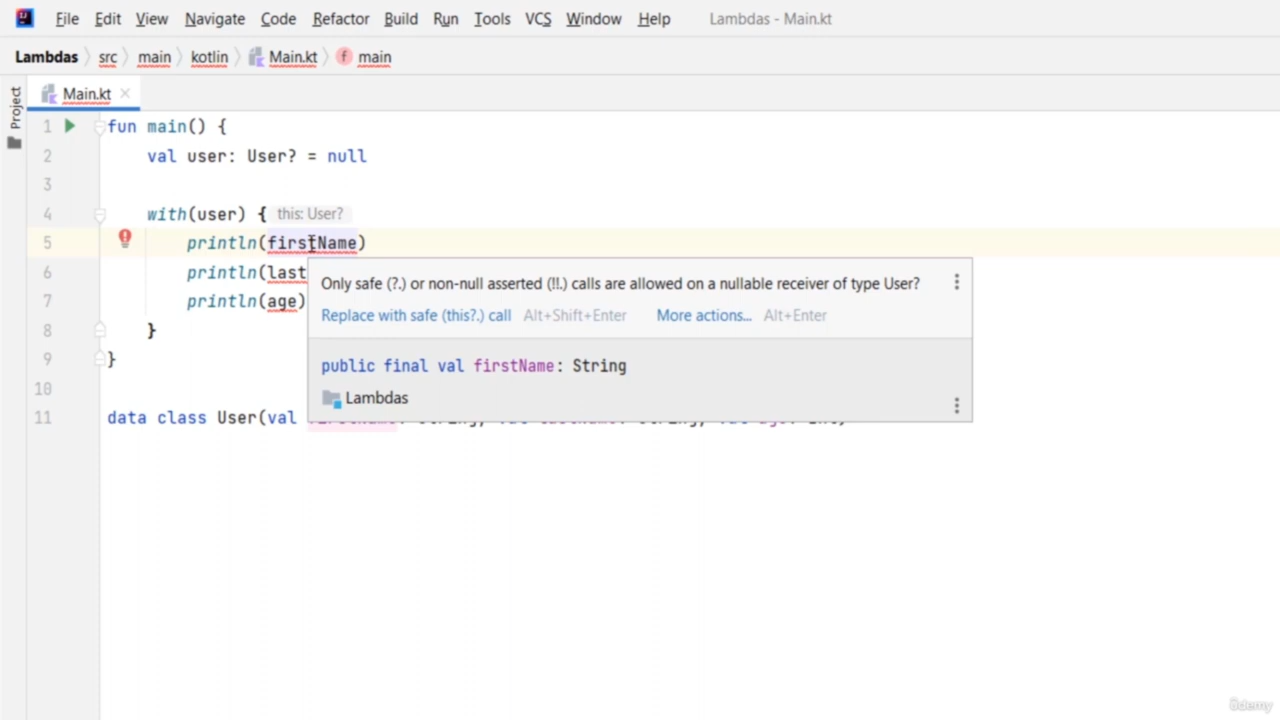 File Edit View Navigate Code Refactor Build Run Tools VCS Window Help Lambdas - Main.kt
Lambdas src main kotlin Main.kt f main
Project
Main.kt
1 fun main() {
2 val user: User? = null
3
4 with(user) { this: User?
5 println(firstName)
6 println(last
7 println(age)
8 }
9 }
10
11 data class User(val
Only safe (?.) or non-null asserted (!!.) calls are allowed on a nullable receiver of type User?
Replace with safe (this?.) call Alt+Shift+Enter More actions... Alt+Enter
public final val firstName: String
Lambdas
ûdemy